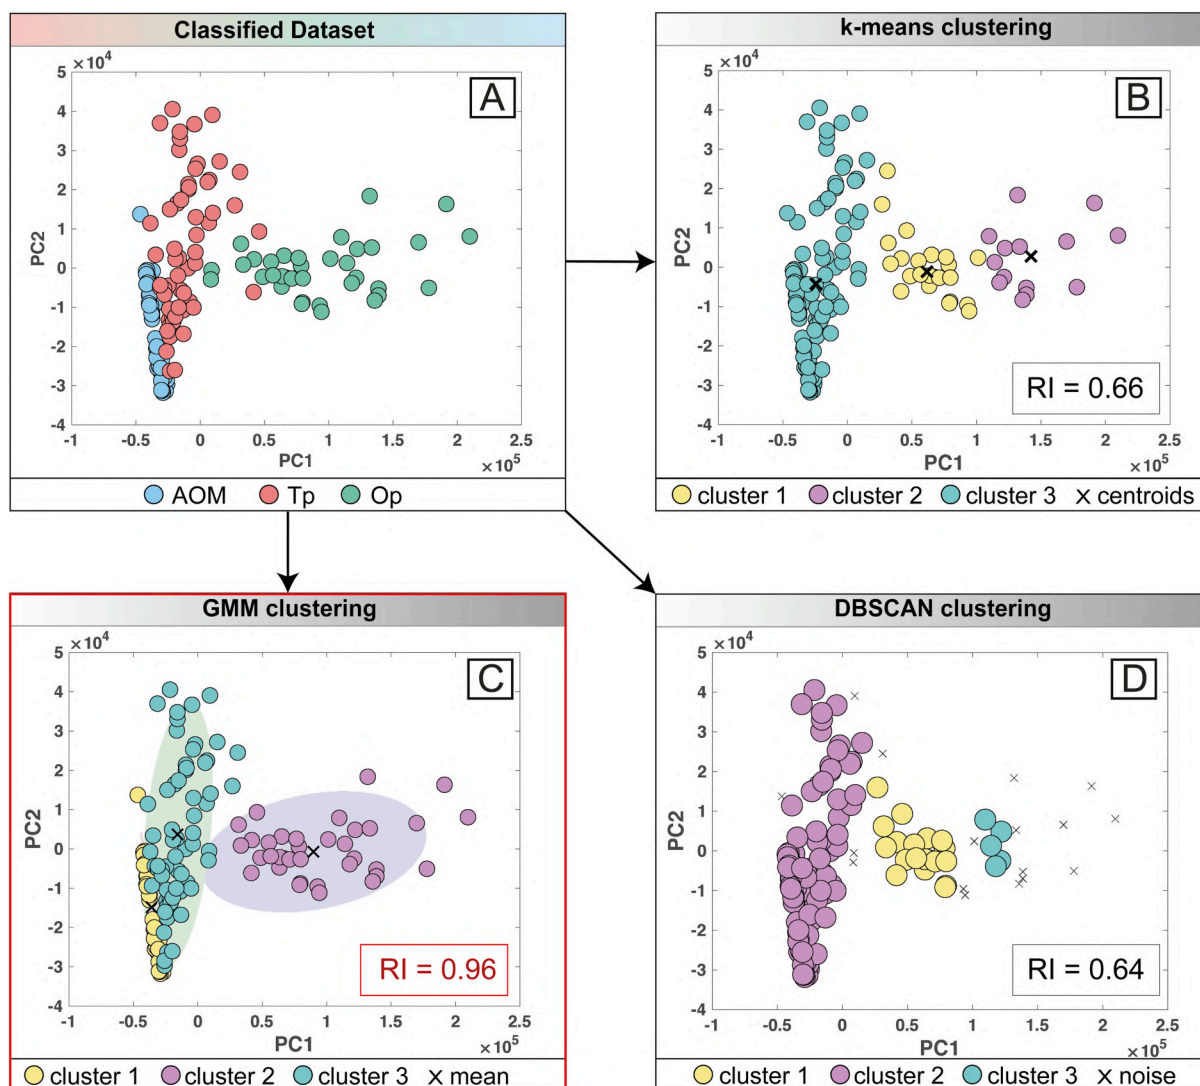 Classified Dataset
×10⁴
A
5
4
3
2
1
0
-1
-2
-3
-4
PC2
-1 -0.5 0 0.5 1 0.5 2 2.5
PC1
×10⁵
AOM Tp Op
k-means clustering
×10⁴
B
5
4
3
2
1
0
-1
-2
-3
-4
PC2
RI = 0.66
-1 -0.5 0 0.5 1 0.5 2 2.5
PC1
×10⁵
cluster 1 cluster 2 cluster 3 × centroids
GMM clustering
×10⁴
C
5
4
3
2
1
0
-1
-2
-3
-4
PC2
RI = 0.96
-1 -0.5 0 0.5 1 0.5 2 2.5
PC1
×10⁵
cluster 1 cluster 2 cluster 3 × mean
DBSCAN clustering
×10⁴
D
5
4
3
2
1
0
-1
-2
-3
-4
PC2
RI = 0.64
-1 -0.5 0 0.5 1 0.5 2 2.5
PC1
×10⁵
cluster 1 cluster 2 cluster 3 × noise